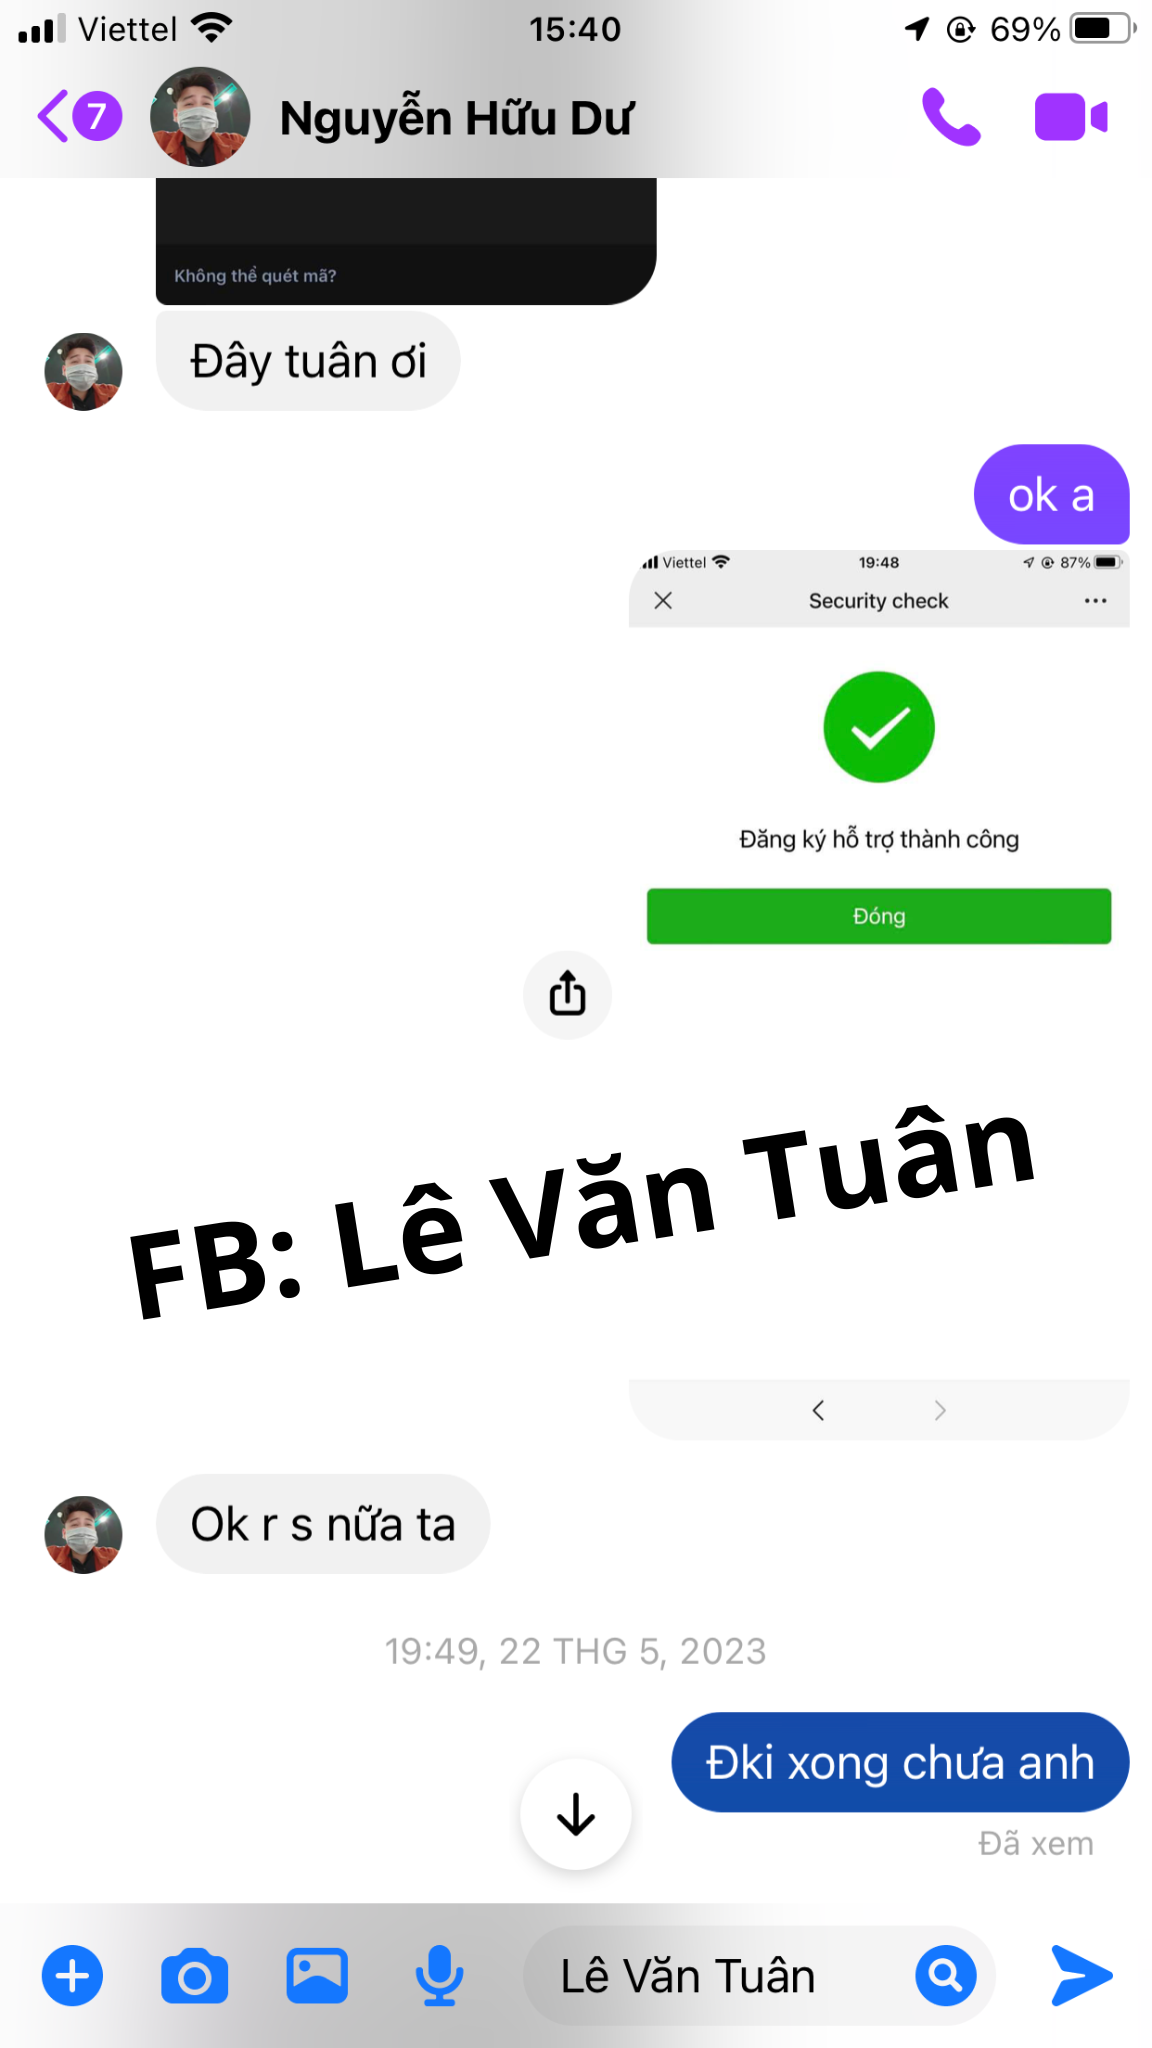 Viettel 15:40 69%
7 Nguyễn Hữu Dư
Không thể quét mã?
Đây tuân ơi
ok a
Viettel 19:48 87%
Security check
Đăng ký hỗ trợ thành công
Đóng
FB: Lê Văn Tuân
Ok r s nữa ta
19:49, 22 THG 5, 2023
Đki xong chưa anh
Đã xem
Lê Văn Tuân